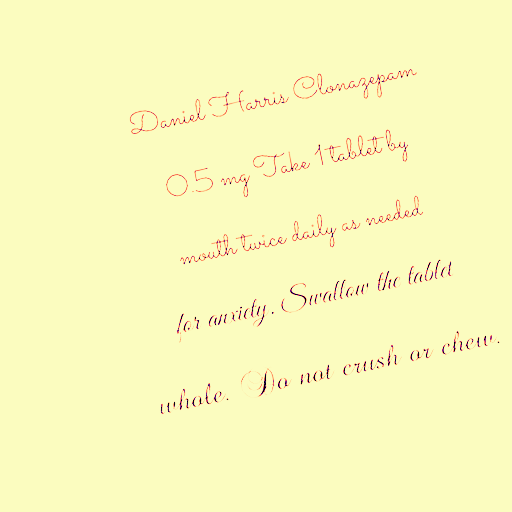 Daniel Harris Clonazepam
0.5 mg Take 1 tablet by
mouth twice daily as needed
for anxiety. Swallow the tablet
whole. Do not crush or chew.